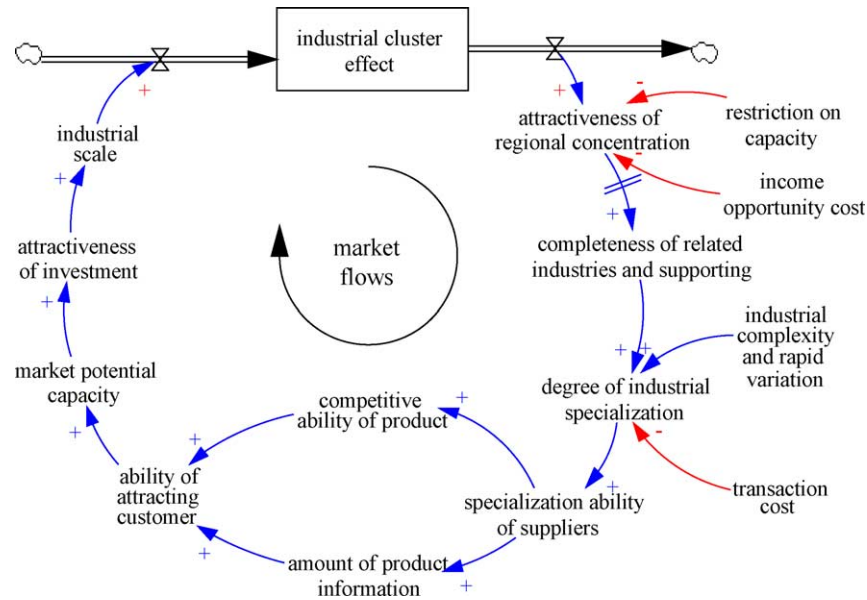 industrial cluster
effect
+
+
-
attractiveness of
regional concentration
restriction on
capacity
industrial
scale
-
+
income
opportunity cost
+
attractiveness
of investment
market
flows
completeness of related
industries and supporting
+
industrial
complexity
and rapid
variation
+
+
market potential
capacity
degree of industrial
specialization
competitive
ability of product
+
+
-
+
ability of
attracting
customer
specialization ability
of suppliers
+
transaction
cost
+
amount of product
information
+